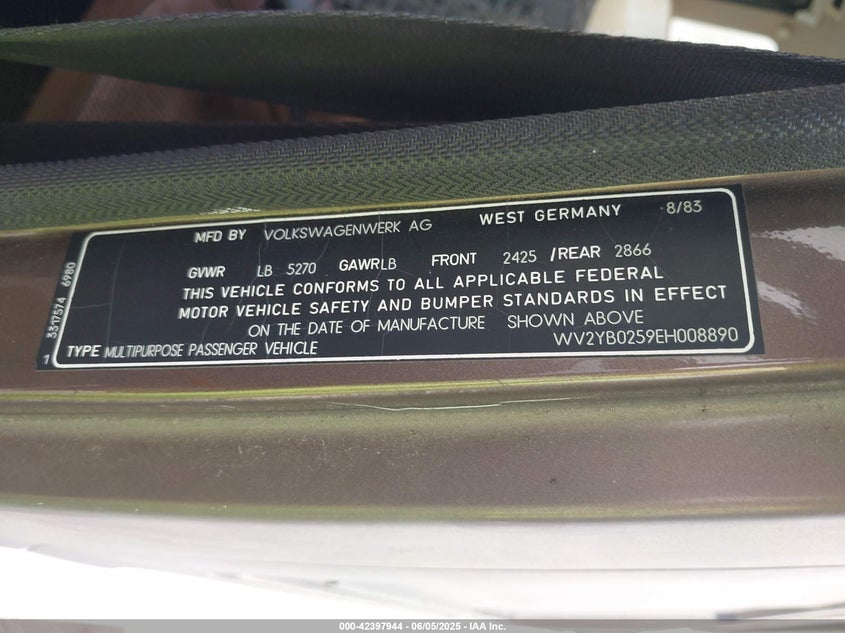 MFD BY VOLKSWAGENWERK AG WEST GERMANY 8/83
GVWR LB 5270 GAWRLB FRONT 2425 /REAR 2866
THIS VEHICLE CONFORMS TO ALL APPLICABLE FEDERAL
MOTOR VEHICLE SAFETY AND BUMPER STANDARDS IN EFFECT
ON THE DATE OF MANUFACTURE SHOWN ABOVE
TYPE MULTIPURPOSE PASSENGER VEHICLE WV2YB0259EH008890
1 3317574 6980
000-42397944 - 06/05/2025 - IAA Inc.